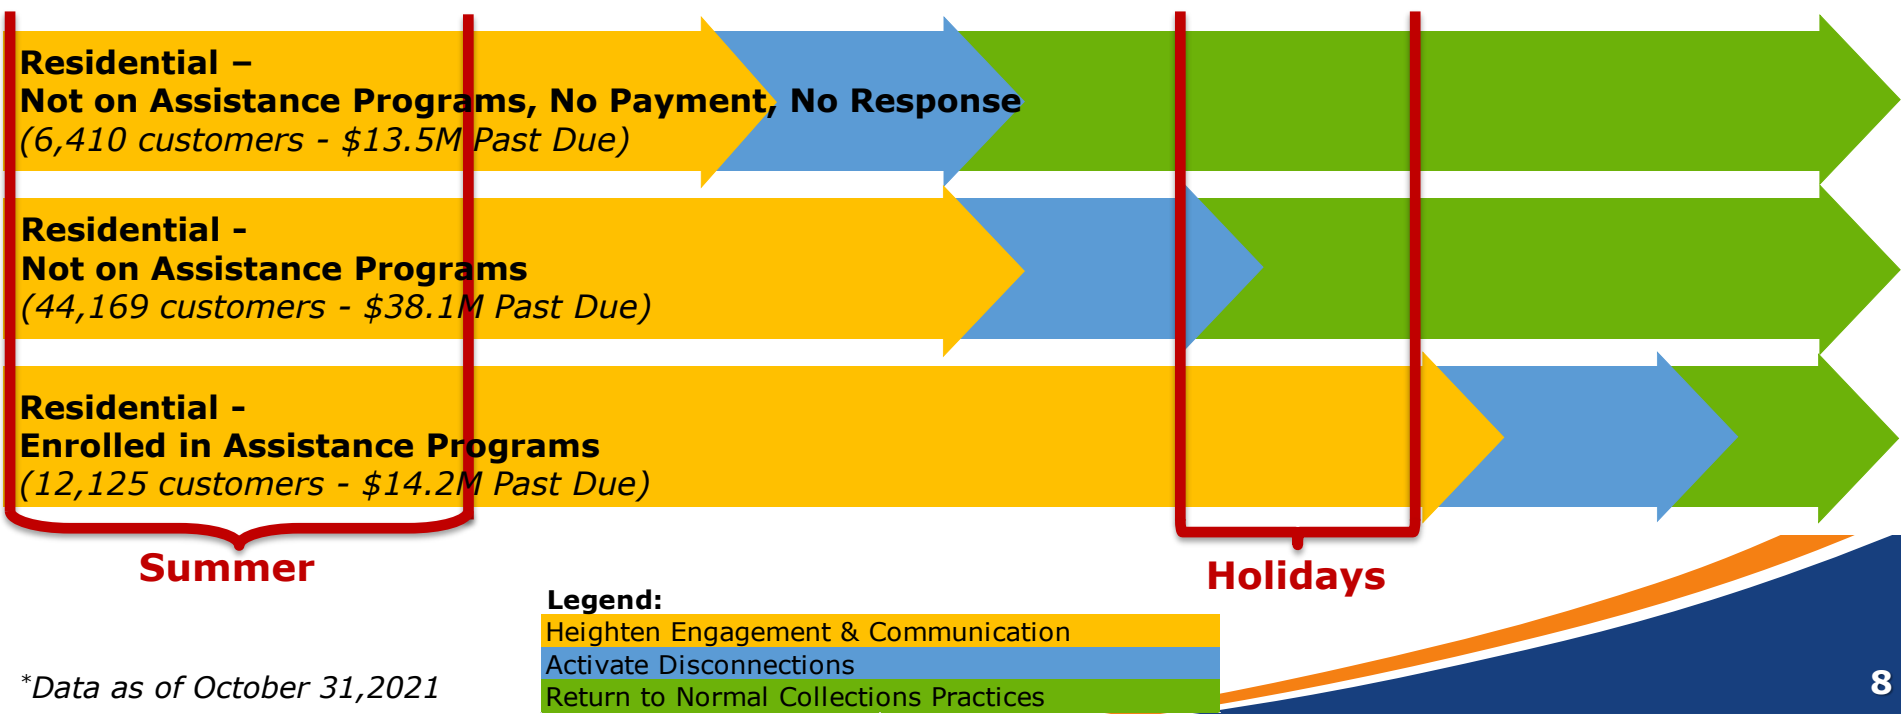 Residential –
Not on Assistance Programs, No Payment, No Response
(6,410 customers - $13.5M Past Due)
Residential -
Not on Assistance Programs
(44,169 customers - $38.1M Past Due)
Residential -
Enrolled in Assistance Programs
(12,125 customers - $14.2M Past Due)
Summer
Holidays
Legend:
Heighten Engagement & Communication
Activate Disconnections
Return to Normal Collections Practices
*Data as of October 31,2021
8